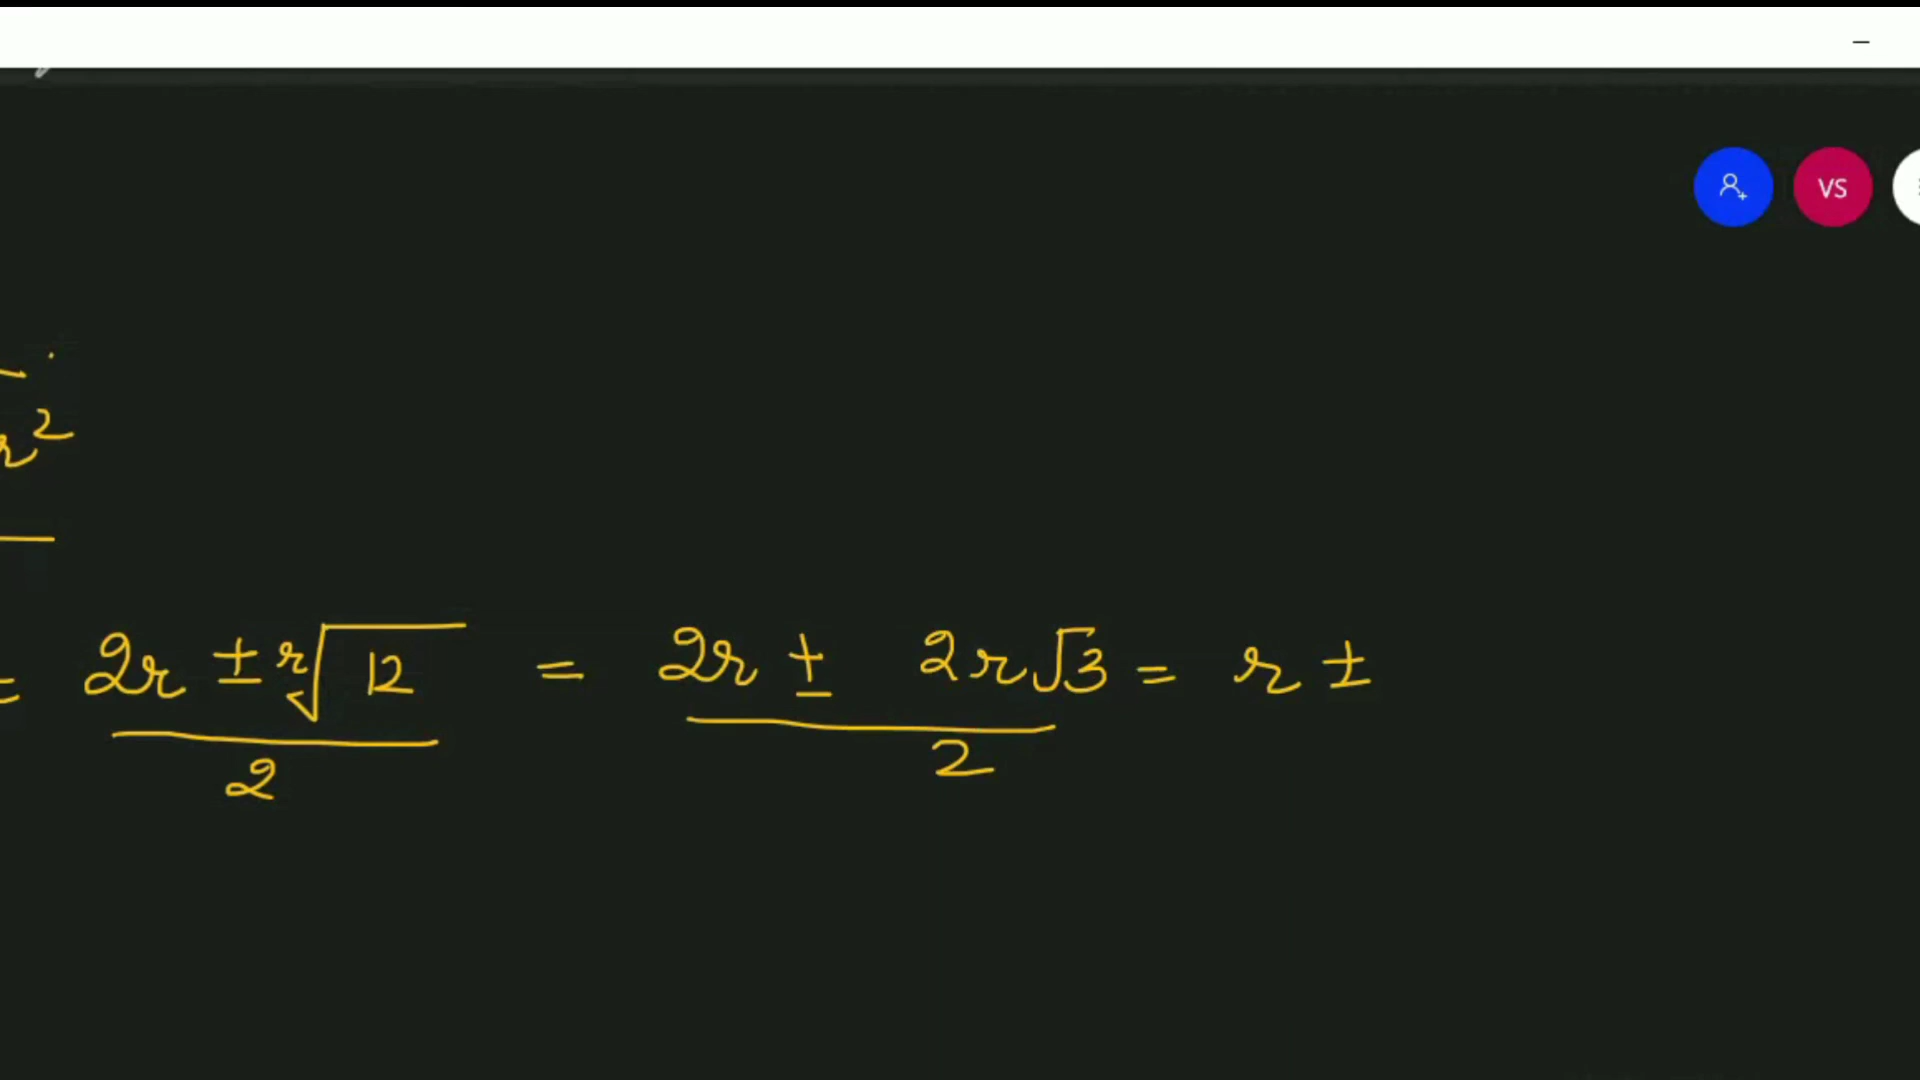 VS
r²
= 2r ± r√12 / 2 = 2r ± 2r√3 / 2 = r ±